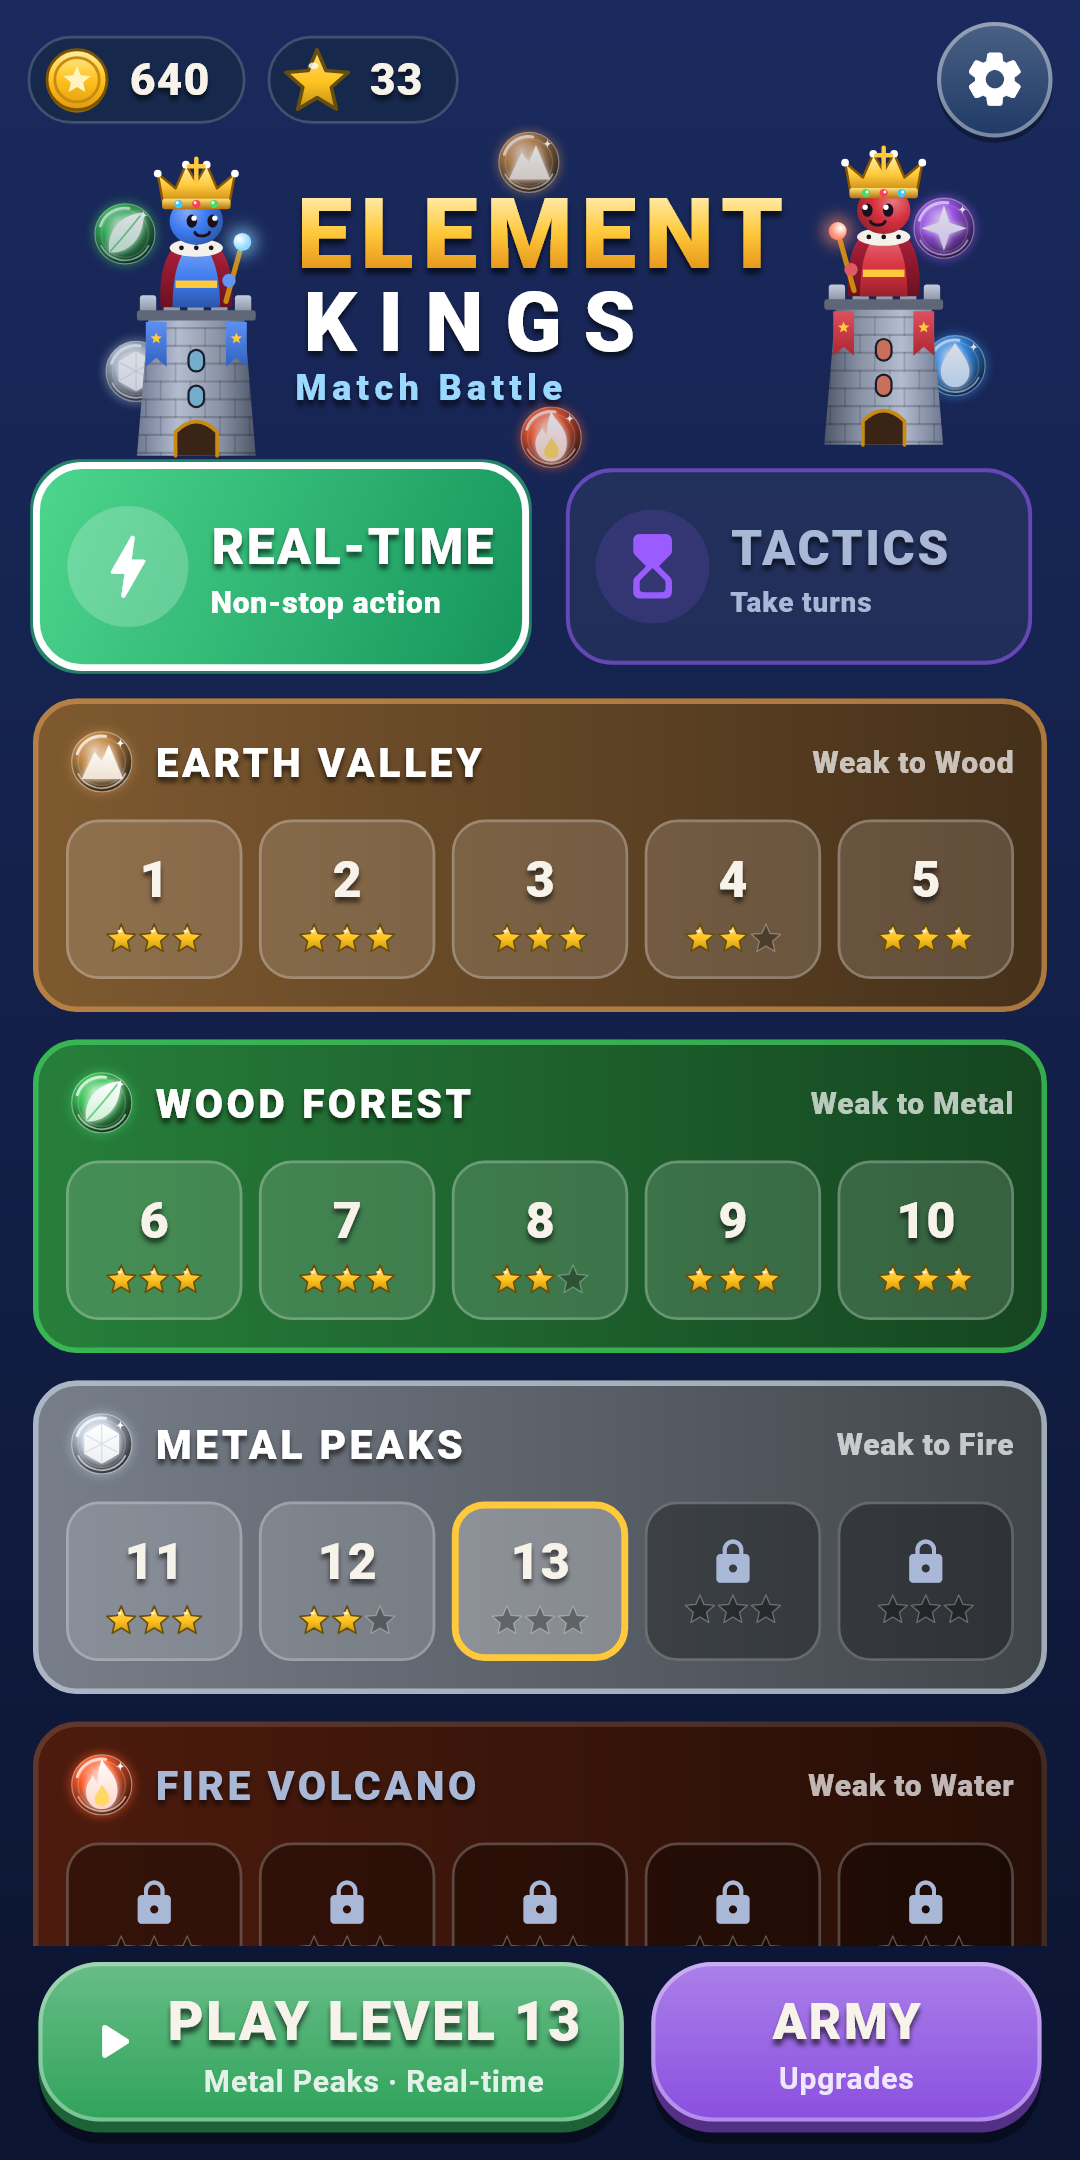 640
33
ELEMENT
KINGS
Match Battle
REAL-TIME
Non-stop action
TACTICS
Take turns
EARTH VALLEY
Weak to Wood
1
2
3
4
5
WOOD FOREST
Weak to Metal
6
7
8
9
10
METAL PEAKS
Weak to Fire
11
12
13
FIRE VOLCANO
Weak to Water
PLAY LEVEL 13
Metal Peaks · Real-time
ARMY
Upgrades